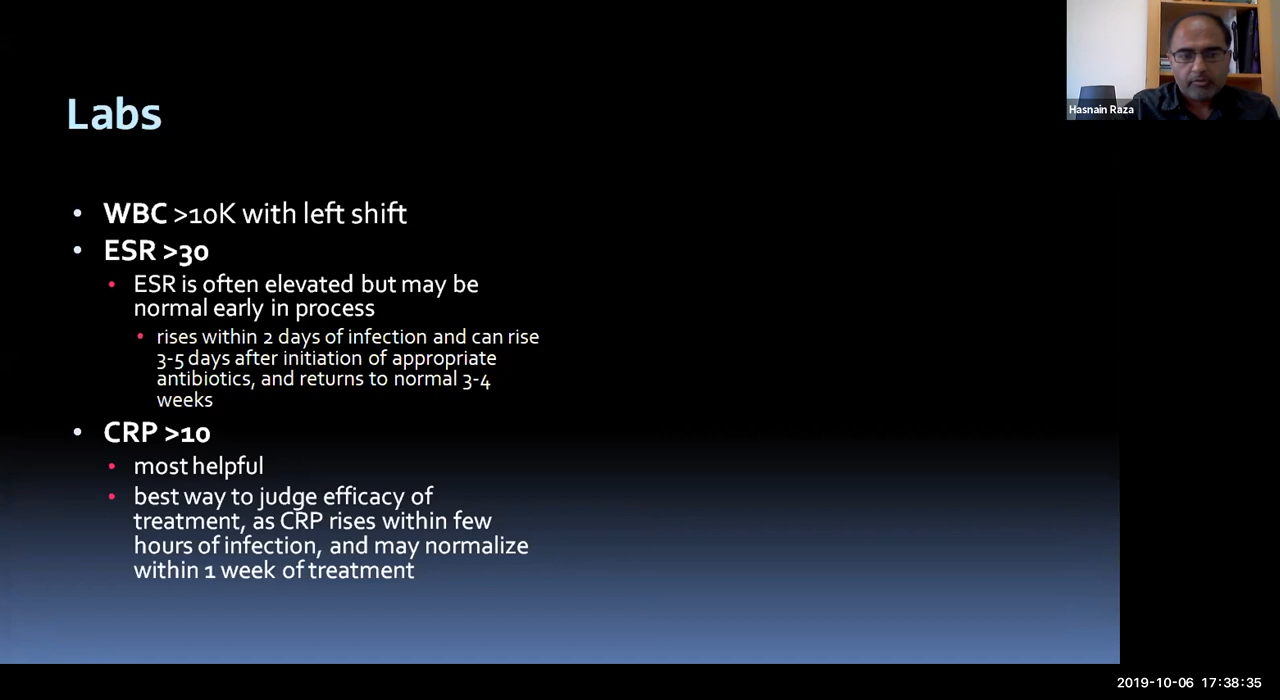 Labs
Hasnain Raza
• WBC >10K with left shift
• ESR >30
• ESR is often elevated but may be
normal early in process
• rises within 2 days of infection and can rise
3-5 days after initiation of appropriate
antibiotics, and returns to normal 3-4
weeks
• CRP >10
• most helpful
• best way to judge efficacy of
treatment, as CRP rises within few
hours of infection, and may normalize
within 1 week of treatment
2019-10-06 17:38:35